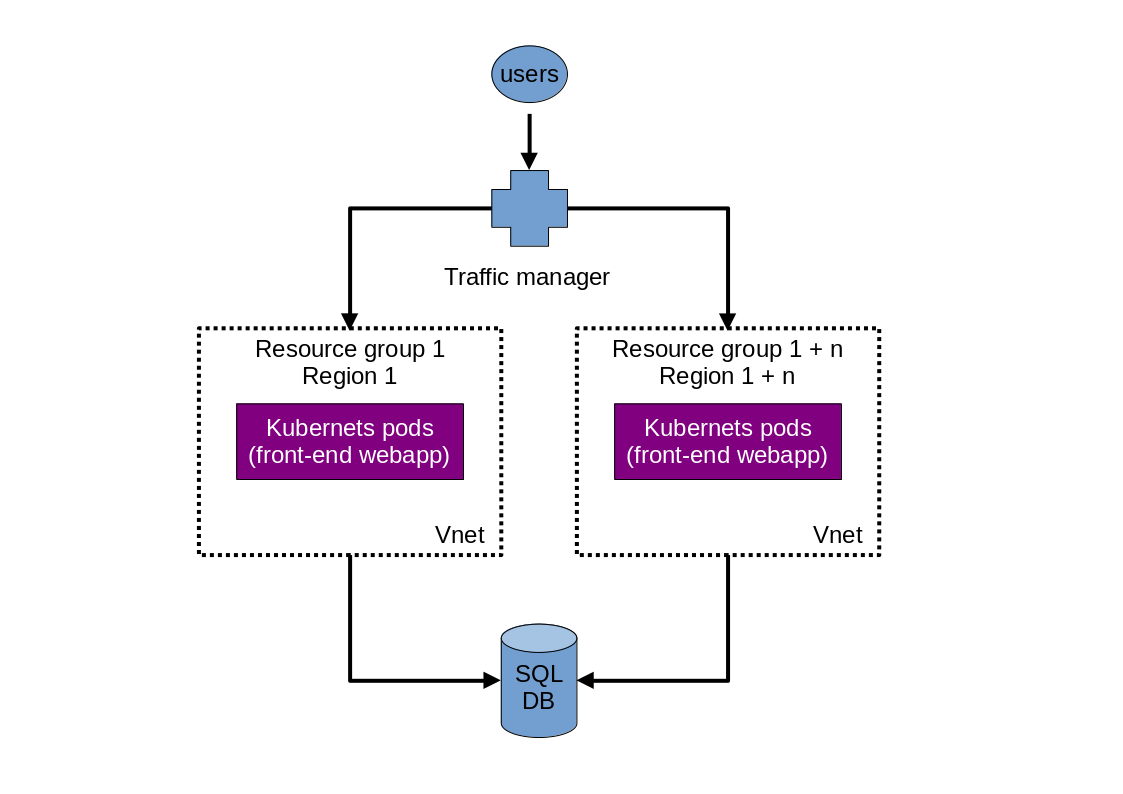 users
Traffic manager
Resource group 1
Region 1
Kubernets pods
(front-end webapp)
Vnet
Resource group 1 + n
Region 1 + n
Kubernets pods
(front-end webapp)
Vnet
SQL
DB